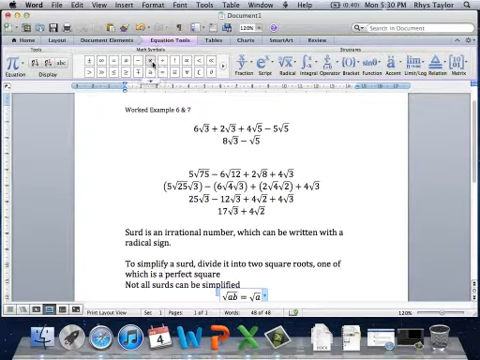 Word File Edit View Insert Format Font Tools Table Window Help (0:40) Mon 5:30 PM Rhys Taylor
Document1
120% Search in Document
Home Layout Document Elements Equation Tools Tables Charts SmartArt Review
Tools Math Symbols Structures
π abc
Equation Display
± ∞ = ≠ ~ × ÷ ! ∝ < ≪
> ≫ ≤ ≥ ∓ ≅ ≈ ≡ ∀
Fraction Script Radical Integral Operator Bracket Function Accent Limit/Log Matrix
Worked Example 6 & 7
6√3 + 2√3 + 4√5 − 5√5
8√3 − √5
5√75 − 6√12 + 2√8 + 4√3
(5√25√3) − (6√4√3) + (2√4√2) + 4√3
25√3 − 12√3 + 4√2 + 4√3
17√3 + 4√2
Surd is an irrational number, which can be written with a
radical sign.
To simplify a surd, divide it into two square roots, one of
which is a perfect square
Not all surds can be simplified
√ab = √a
Print Layout View Sec 1 Pages: 1 of 1 Words: 48 of 48 120%